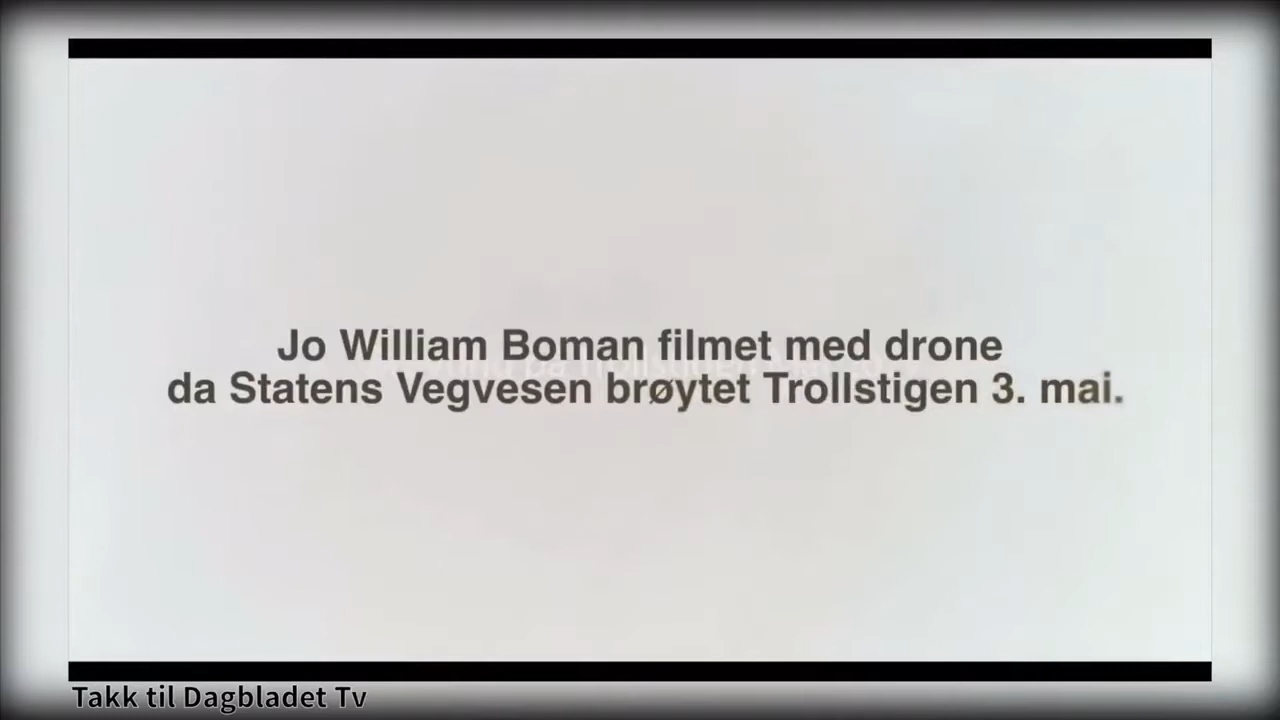 Jo William Boman filmet med drone
da Statens Vegvesen brøytet Trollstigen 3. mai.
Takk til Dagbladet Tv